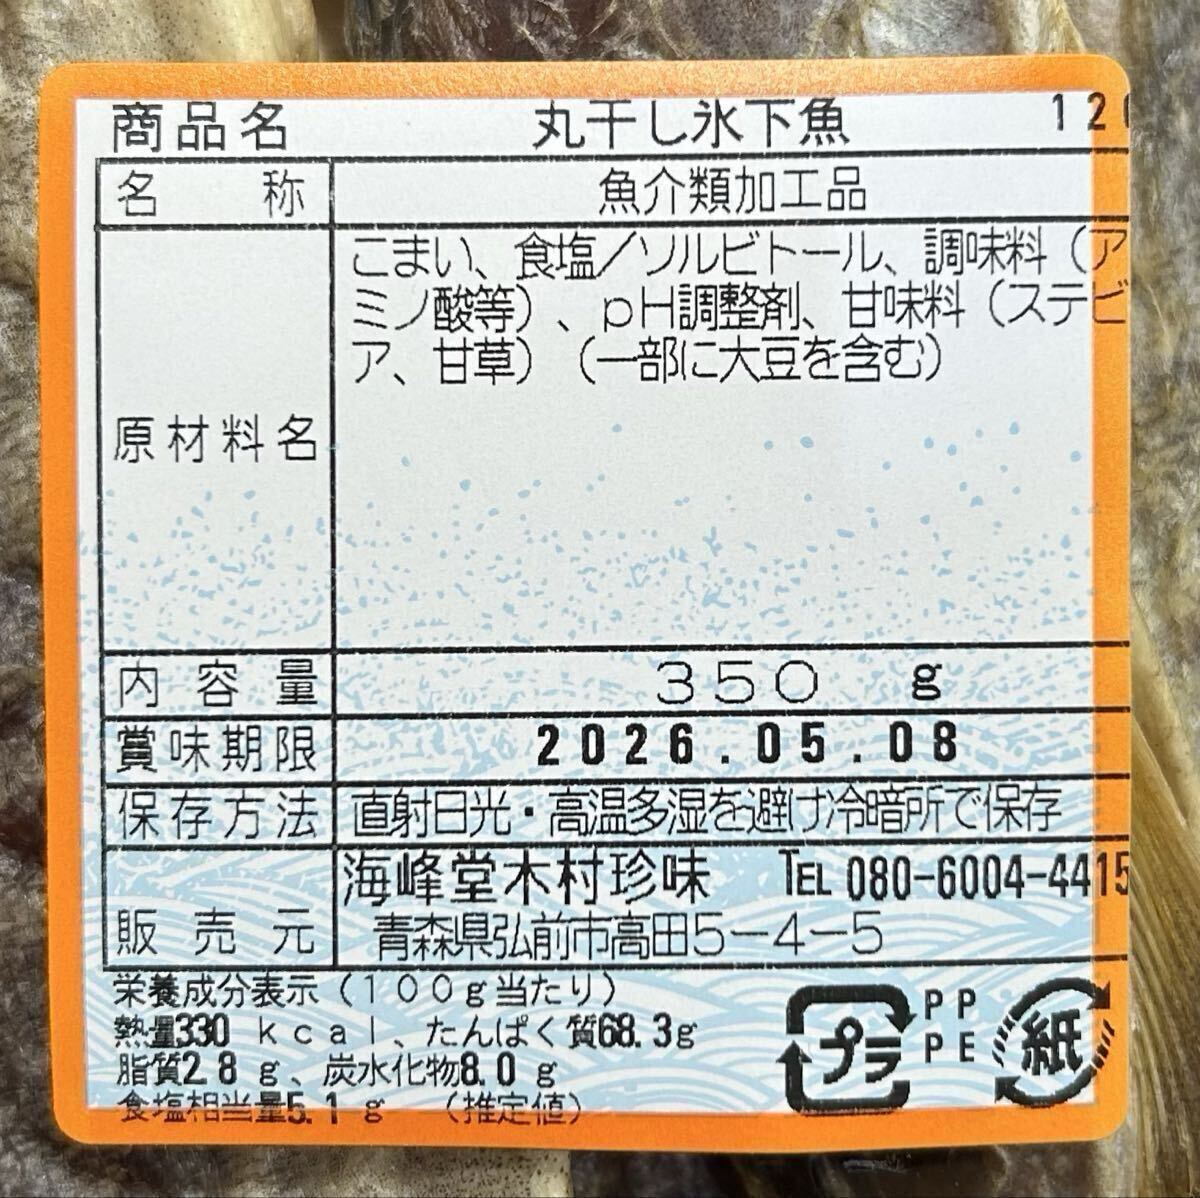 商品名 丸干し氷下魚 120
名称 魚介類加工品
原材料名 こまい、食塩/ソルビトール、調味料(ア
ミノ酸等)、pH調整剤、甘味料(ステビ
ア、甘草)(一部に大豆を含む)
内容量 350 g
賞味期限 2026.05.08
保存方法 直射日光・高温多湿を避け冷暗所で保存
販売元 海峰堂木村珍味 TEL 080-6004-4415
青森県弘前市高田5-4-5
栄養成分表示(100g当たり)
熱量330 kcal、たんぱく質68.3g
脂質2.8g、炭水化物8.0g
食塩相当量5.1g (推定値)
プラ PP
PE
紙